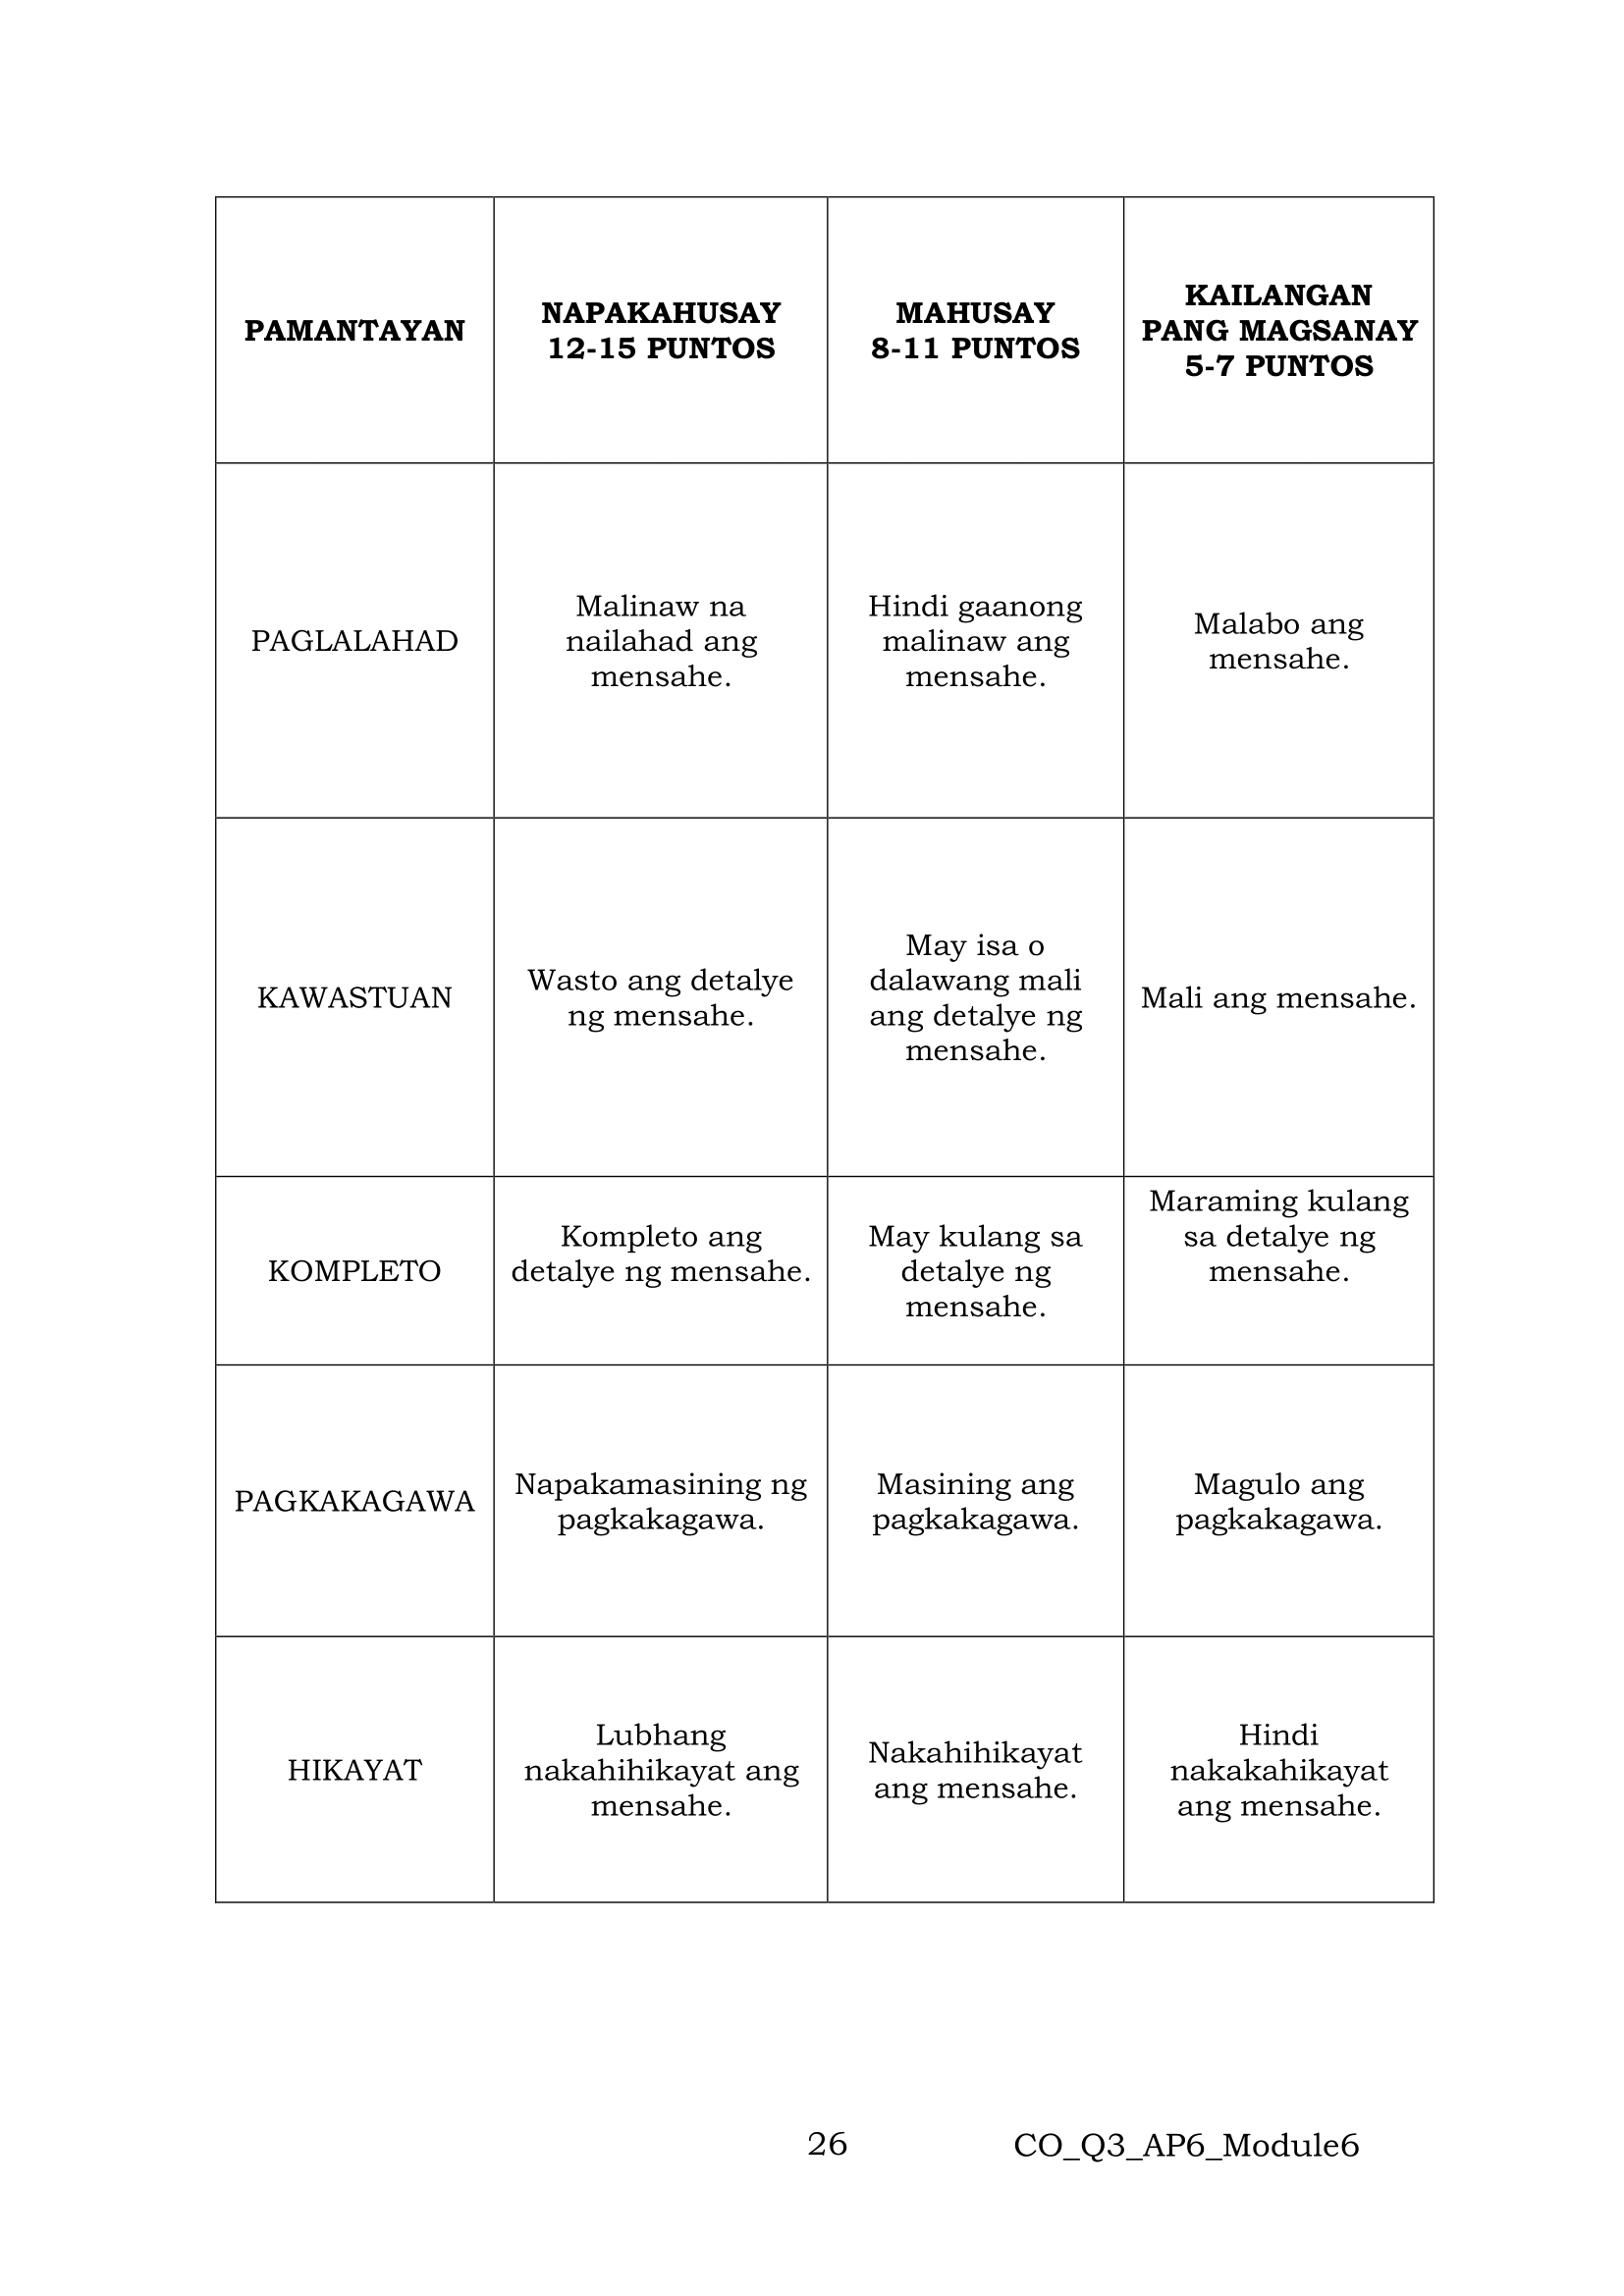 PAMANTAYAN
NAPAKAHUSAY
12-15 PUNTOS
MAHUSAY
8-11 PUNTOS
KAILANGAN
PANG MAGSANAY
5-7 PUNTOS
PAGLALAHAD
Malinaw na
nailahad ang
mensahe.
Hindi gaanong
malinaw ang
mensahe.
Malabo ang
mensahe.
KAWASTUAN
Wasto ang detalye
ng mensahe.
May isa o
dalawang mali
ang detalye ng
mensahe.
Mali ang mensahe.
KOMPLETO
Kompleto ang
detalye ng mensahe.
May kulang sa
detalye ng
mensahe.
Maraming kulang
sa detalye ng
mensahe.
PAGKAKAGAWA
Napakamasining ng
pagkakagawa.
Masining ang
pagkakagawa.
Magulo ang
pagkakagawa.
HIKAYAT
Lubhang
nakahihikayat ang
mensahe.
Nakahihikayat
ang mensahe.
Hindi
nakakahikayat
ang mensahe.
26
CO_Q3_AP6_Module6